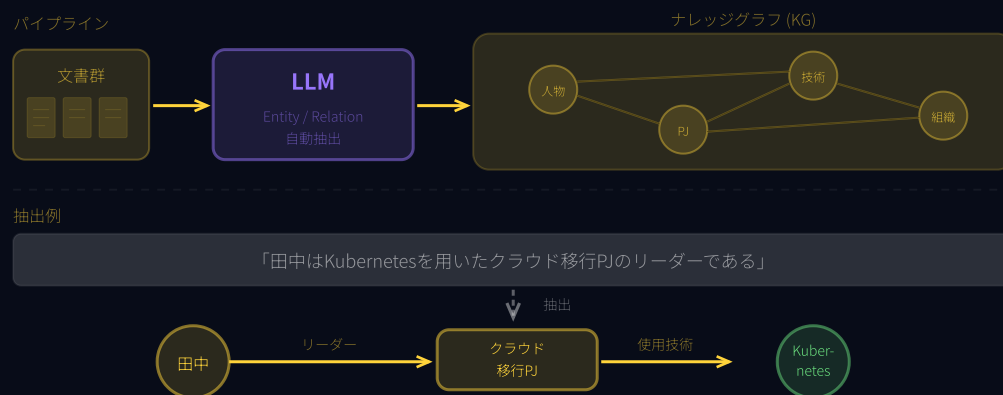 パイプライン
ナレッジグラフ (KG)
文書群
LLM
Entity / Relation
自動抽出
人物
技術
PJ
組織
抽出例
「田中はKubernetesを用いたクラウド移行PJのリーダーである」
抽出
田中
リーダー
クラウド
移行PJ
使用技術
Kuber-
netes